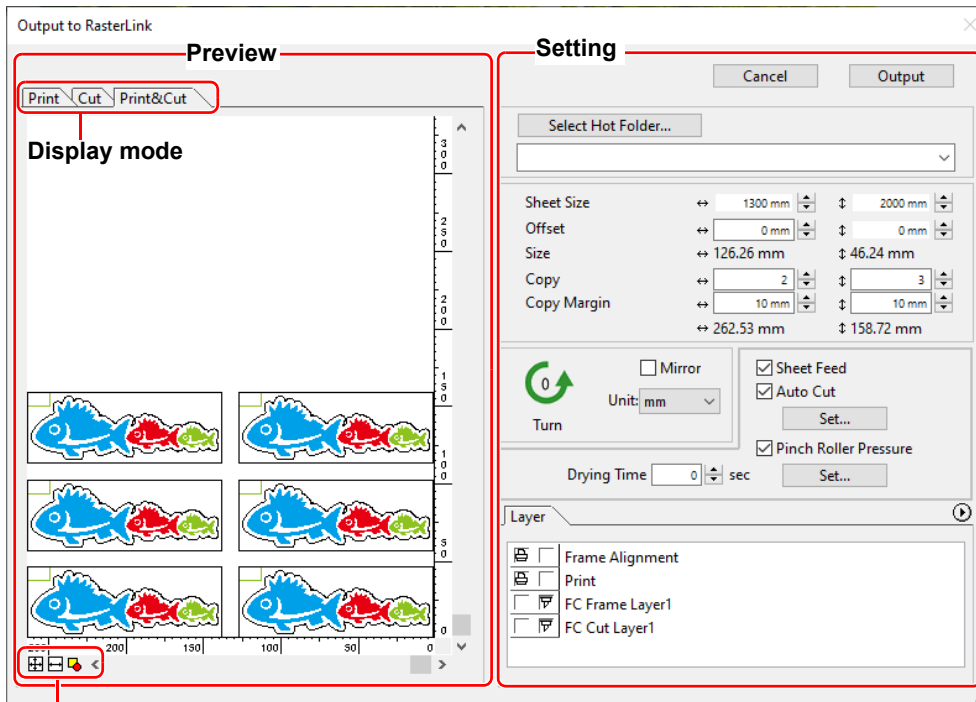 Output to RasterLink
Preview
Print Cut Print&Cut
Display mode
300
250
200
150
100
50
0
200 150 100 50 0
Setting
Cancel Output
Select Hot Folder...
Sheet Size ↔ 1300 mm ↕ 2000 mm
Offset ↔ 0 mm ↕ 0 mm
Size ↔ 126.26 mm ↕ 46.24 mm
Copy ↔ 2 ↕ 3
Copy Margin ↔ 10 mm ↕ 10 mm
↔ 262.53 mm ↕ 158.72 mm
0
Turn
Mirror
Unit: mm
Sheet Feed
Auto Cut
Set...
Pinch Roller Pressure
Drying Time 0 sec
Set...
Layer
Frame Alignment
Print
FC Frame Layer1
FC Cut Layer1